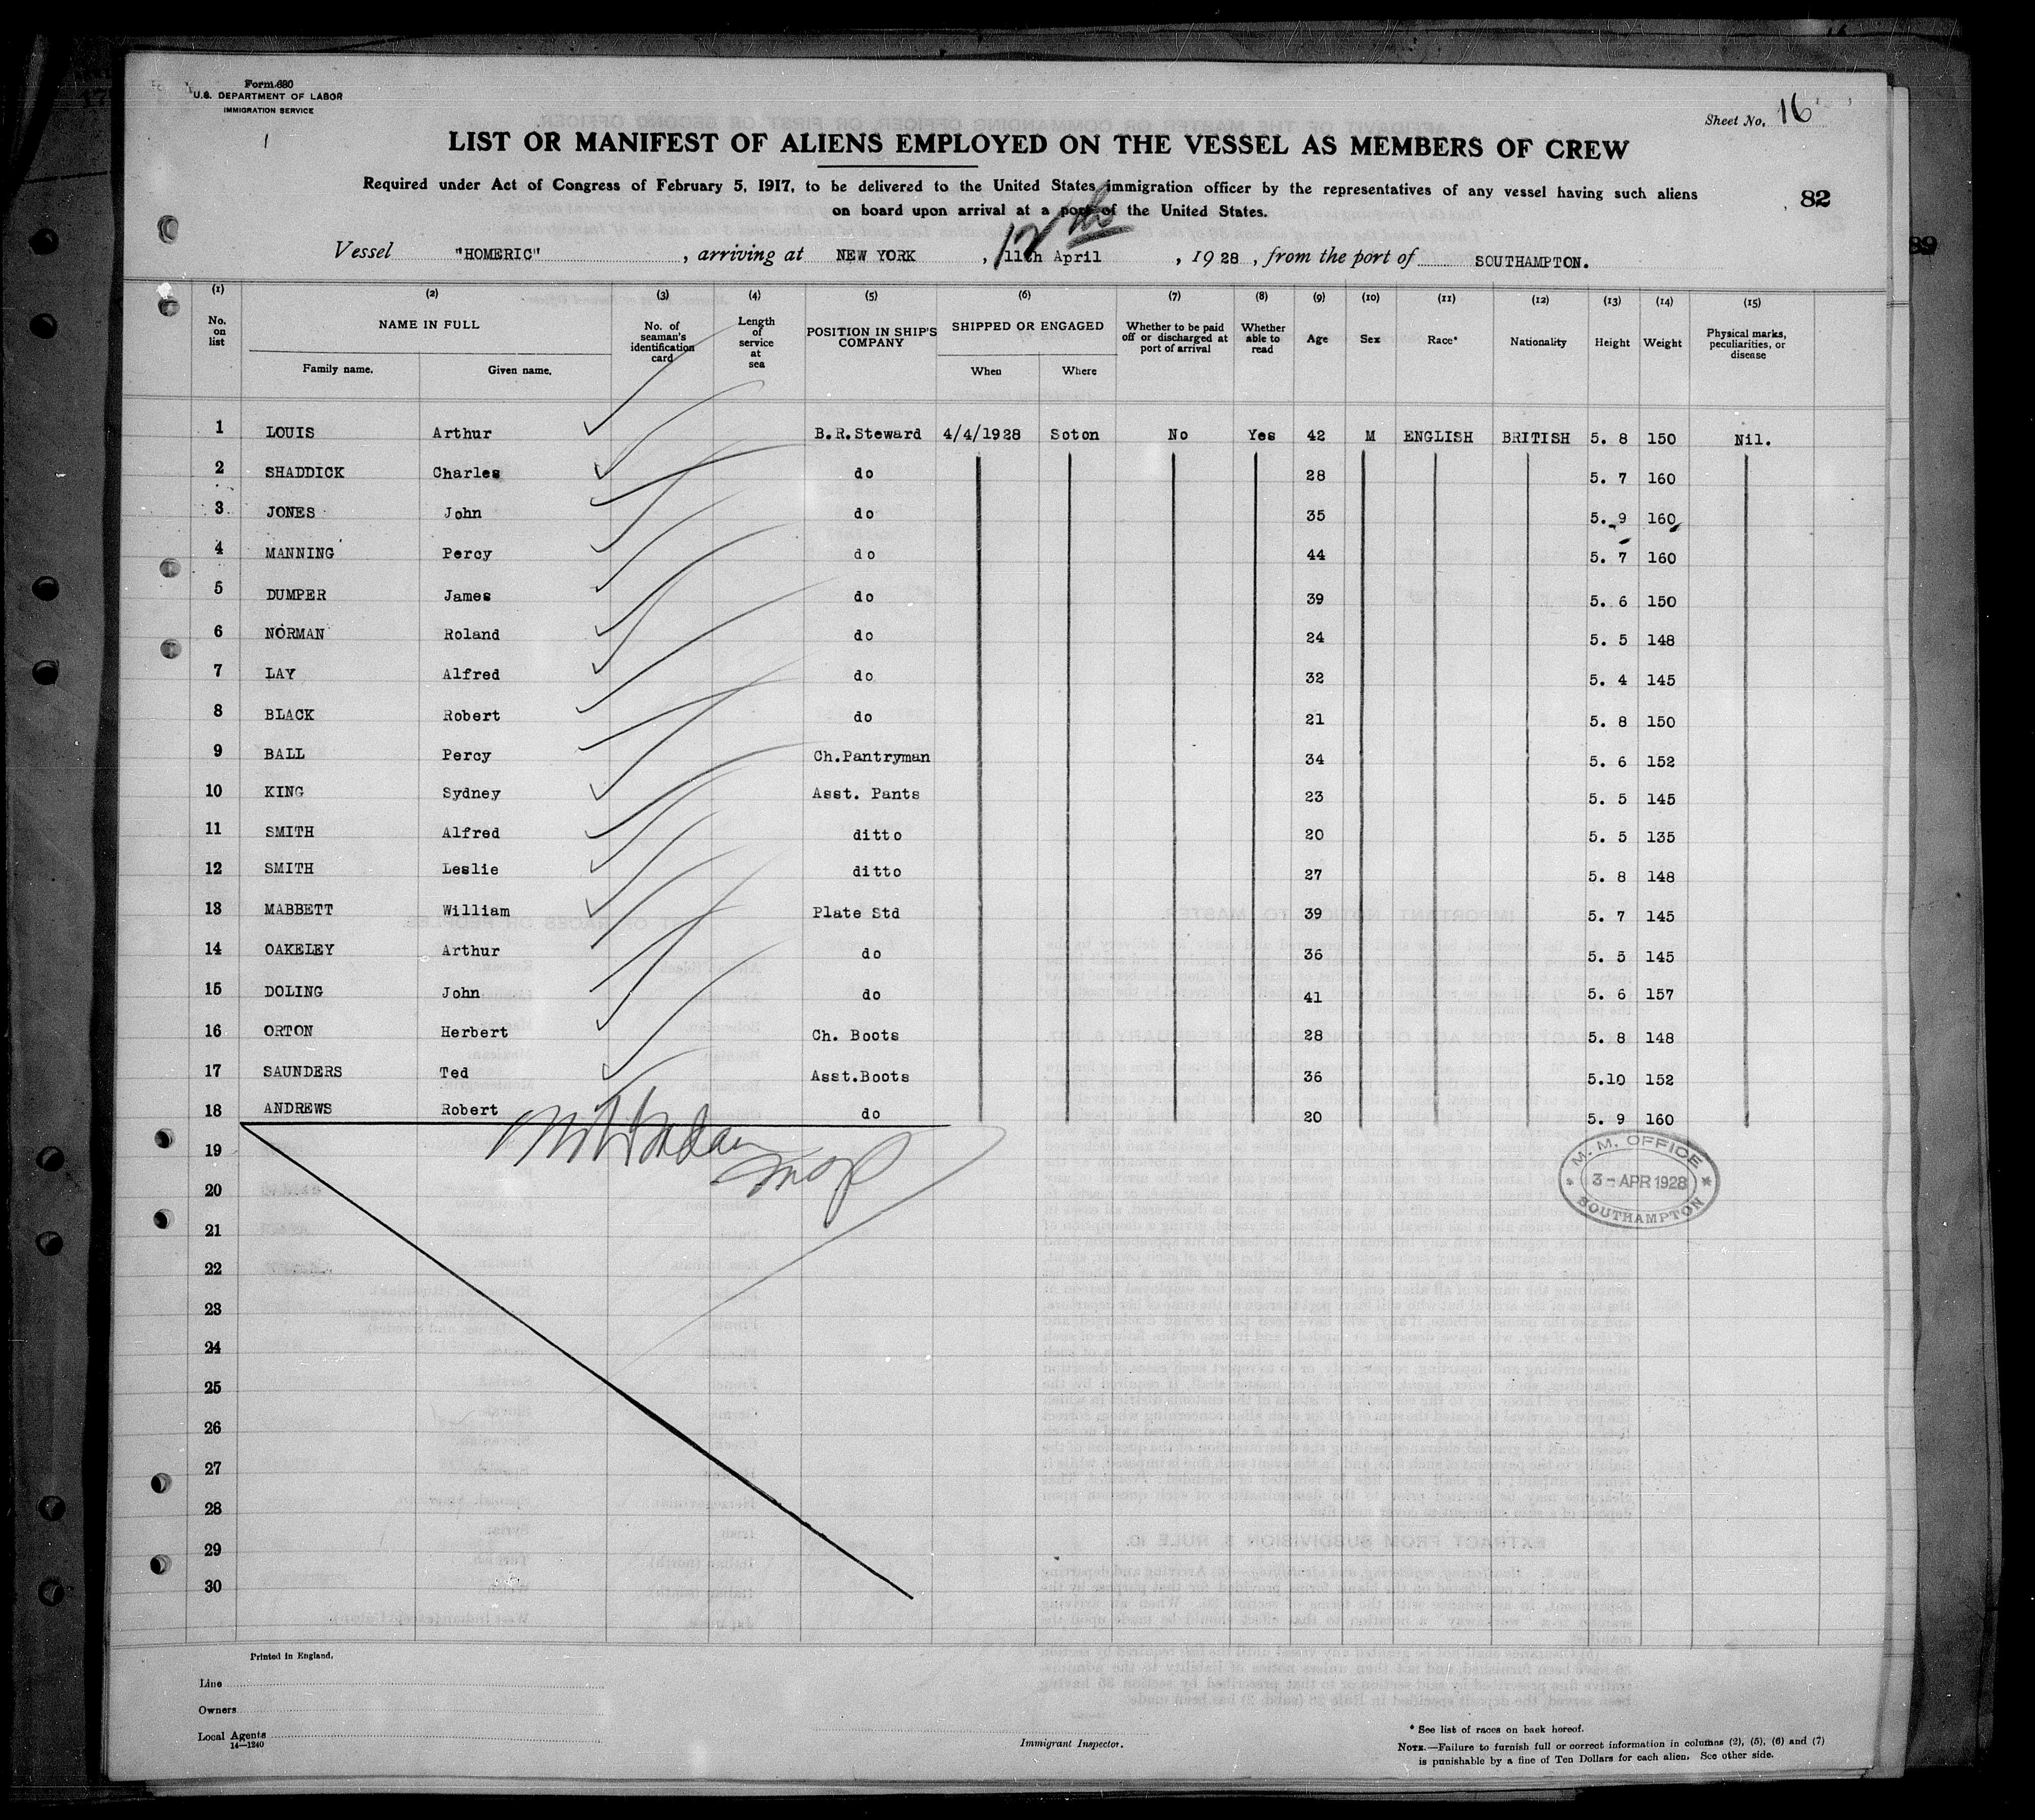 Form 680
U.S. DEPARTMENT OF LABOR
IMMIGRATION SERVICE
Sheet No. 16
LIST OR MANIFEST OF ALIENS EMPLOYED ON THE VESSEL AS MEMBERS OF CREW
Required under Act of Congress of February 5, 1917, to be delivered to the United States immigration officer by the representatives of any vessel having such aliens
on board upon arrival at a port of the United States.
82
89
12th
Vessel "HOMERIC", arriving at NEW YORK, 11th April, 1928, from the port of SOUTHAMPTON.
(1) (2) (3) (4) (5) (6) (7) (8) (9) (10) (11) (12) (13) (14) (15)
No. on list NAME IN FULL Family name. Given name. No. of seaman's identification card Length of service at sea POSITION IN SHIP'S COMPANY SHIPPED OR ENGAGED When Where Whether to be paid off or discharged at port of arrival Whether able to read Age Sex Race* Nationality Height Weight Physical marks, peculiarities, or disease
1 LOUIS Arthur B.R.Steward 4/4/1928 Soton No Yes 42 M ENGLISH BRITISH 5. 8 150 Nil.
2 SHADDICK Charles do 28 5. 7 160
3 JONES John do 35 5. 9 160
4 MANNING Percy do 44 5. 7 160
5 DUMPER James do 39 5. 6 150
6 NORMAN Roland do 24 5. 5 148
7 LAY Alfred do 32 5. 4 145
8 BLACK Robert do 21 5. 8 150
9 BALL Percy Ch.Pantryman 34 5. 6 152
10 KING Sydney Asst. Pants 23 5. 5 145
11 SMITH Alfred ditto 20 5. 5 135
12 SMITH Leslie ditto 27 5. 8 148
13 MABBETT William Plate Std 39 5. 7 145
14 OAKELEY Arthur do 36 5. 5 145
15 DOLING John do 41 5. 6 157
16 ORTON Herbert Ch. Boots 28 5. 8 148
17 SAUNDERS Ted Asst.Boots 36 5.10 152
18 ANDREWS Robert do 20 5. 9 160
19
20
21
22
23
24
25
26
27
28
29
30
M. M. OFFICE
3 - APR 1928
SOUTHAMPTON
Printed in England.
Line
Owners
Local Agents
14—1240
Immigrant Inspector.
* See list of races on back hereof.
NOTE.—Failure to furnish full or correct information in columns (2), (5), (6) and (7)
is punishable by a fine of Ten Dollars for each alien. See other side.